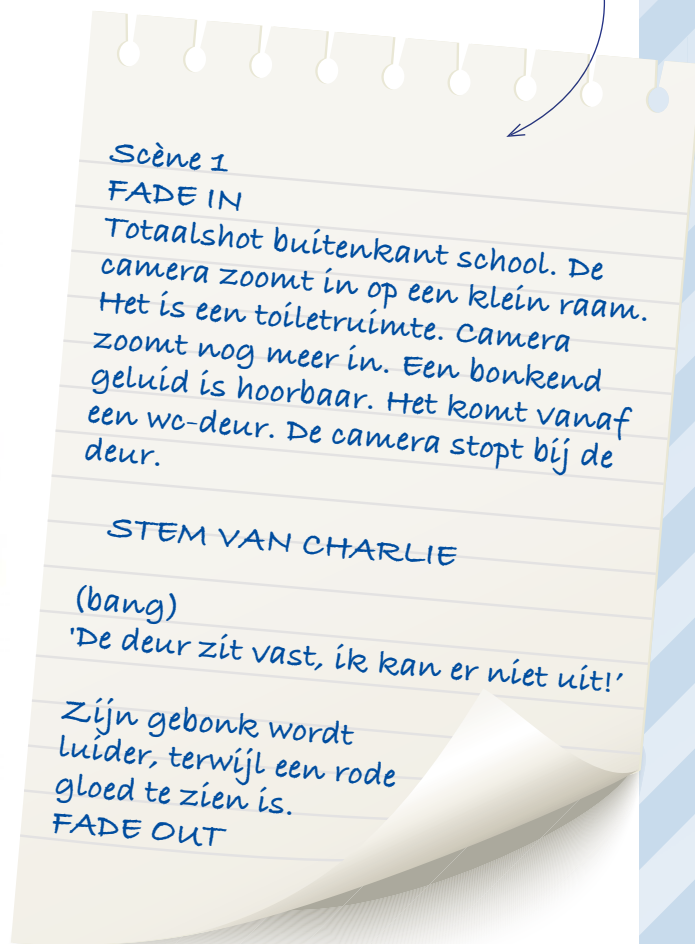 Scène 1
FADE IN
Totaalshot buitenkant school. De
camera zoomt in op een klein raam.
Het is een toiletruimte. Camera
zoomt nog meer in. Een bonkend
geluid is hoorbaar. Het komt vanaf
een wc-deur. De camera stopt bij de
deur.
STEM VAN CHARLIE
(bang)
'De deur zit vast, ik kan er niet uit!’
Zijn gebonk wordt
luider, terwijl een rode
gloed te zien is.
FADE OUT